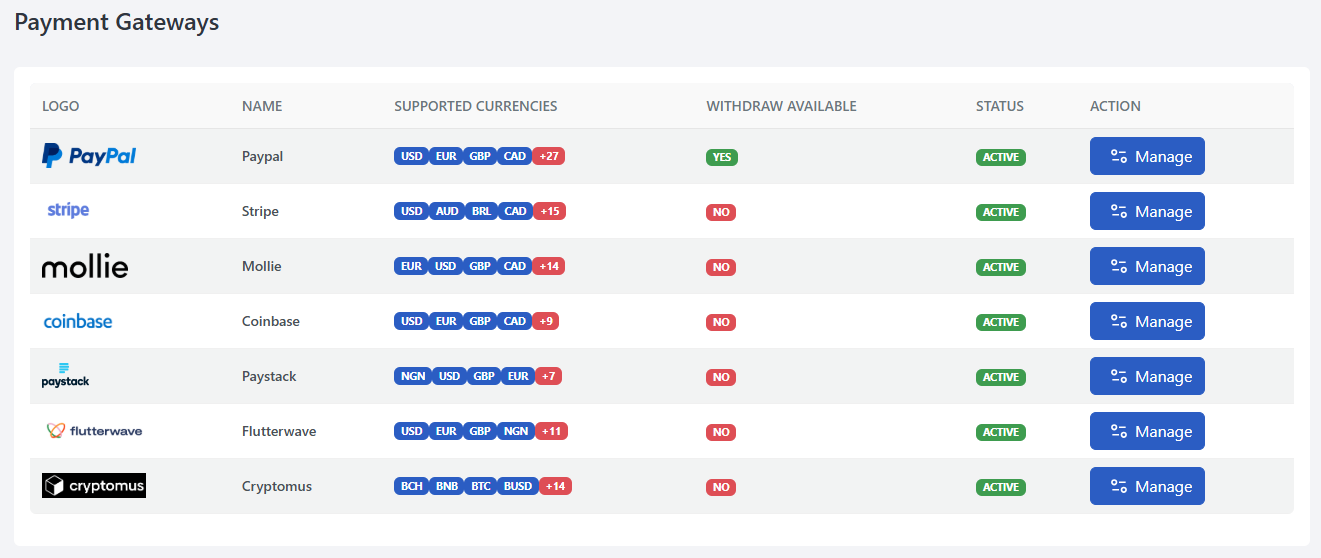 Payment Gateways
LOGO NAME SUPPORTED CURRENCIES WITHDRAW AVAILABLE STATUS ACTION
PayPal Paypal USD EUR GBP CAD +27 YES ACTIVE Manage
stripe Stripe USD AUD BRL CAD +15 NO ACTIVE Manage
mollie Mollie EUR USD GBP CAD +14 NO ACTIVE Manage
coinbase Coinbase USD EUR GBP CAD +9 NO ACTIVE Manage
paystack Paystack NGN USD GBP EUR +7 NO ACTIVE Manage
flutterwave Flutterwave USD EUR GBP NGN +11 NO ACTIVE Manage
cryptomus Cryptomus BCH BNB BTC BUSD +14 NO ACTIVE Manage